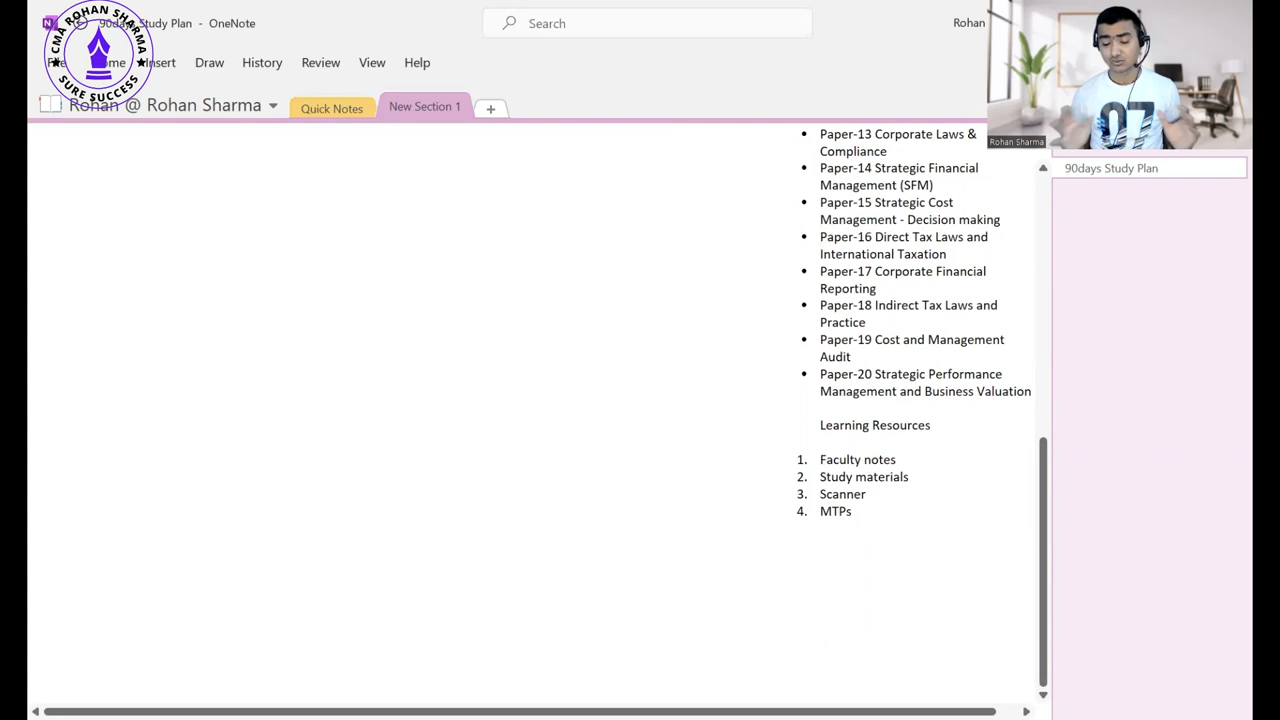 90days Study Plan - OneNote
Search
Rohan
CMA ROHAN SHARMA
SURE SUCCESS
Insert
Draw
History
Review
View
Help
Rohan @ Rohan Sharma
Quick Notes
New Section 1
Rohan Sharma
90days Study Plan
• Paper-13 Corporate Laws &
Compliance
• Paper-14 Strategic Financial
Management (SFM)
• Paper-15 Strategic Cost
Management - Decision making
• Paper-16 Direct Tax Laws and
International Taxation
• Paper-17 Corporate Financial
Reporting
• Paper-18 Indirect Tax Laws and
Practice
• Paper-19 Cost and Management
Audit
• Paper-20 Strategic Performance
Management and Business Valuation
Learning Resources
1. Faculty notes
2. Study materials
3. Scanner
4. MTPs